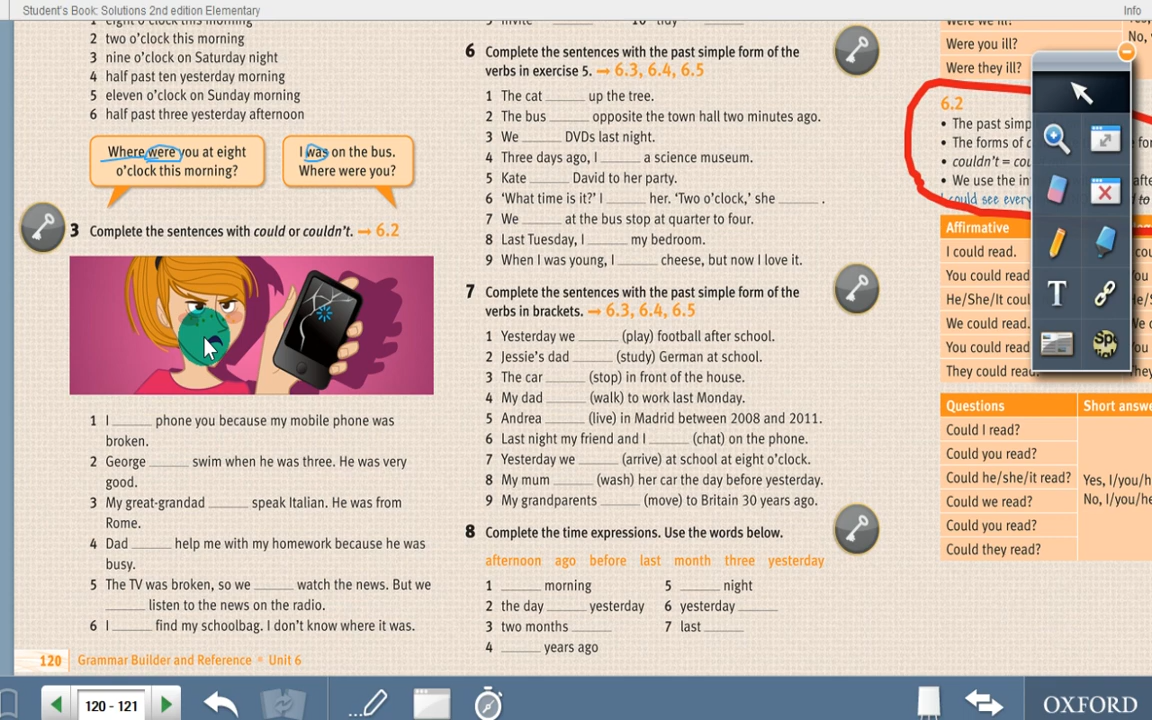 Student's Book: Solutions 2nd edition Elementary
Info
2 two o'clock this morning
3 nine o'clock on Saturday night
4 half past ten yesterday morning
5 eleven o'clock on Sunday morning
6 half past three yesterday afternoon
Where were you at eight
o'clock this morning?
I was on the bus.
Where were you?
3 Complete the sentences with could or couldn't. → 6.2
1 I ______ phone you because my mobile phone was
broken.
2 George ______ swim when he was three. He was very
good.
3 My great-grandad ______ speak Italian. He was from
Rome.
4 Dad ______ help me with my homework because he was
busy.
5 The TV was broken, so we ______ watch the news. But we
______ listen to the news on the radio.
6 I ______ find my schoolbag. I don't know where it was.
120 Grammar Builder and Reference • Unit 6
6 Complete the sentences with the past simple form of the
verbs in exercise 5. → 6.3, 6.4, 6.5
1 The cat ______ up the tree.
2 The bus ______ opposite the town hall two minutes ago.
3 We ______ DVDs last night.
4 Three days ago, I ______ a science museum.
5 Kate ______ David to her party.
6 'What time is it?' I ______ her. 'Two o'clock,' she ______ .
7 We ______ at the bus stop at quarter to four.
8 Last Tuesday, I ______ my bedroom.
9 When I was young, I ______ cheese, but now I love it.
7 Complete the sentences with the past simple form of the
verbs in brackets. → 6.3, 6.4, 6.5
1 Yesterday we ______ (play) football after school.
2 Jessie's dad ______ (study) German at school.
3 The car ______ (stop) in front of the house.
4 My dad ______ (walk) to work last Monday.
5 Andrea ______ (live) in Madrid between 2008 and 2011.
6 Last night my friend and I ______ (chat) on the phone.
7 Yesterday we ______ (arrive) at school at eight o'clock.
8 My mum ______ (wash) her car the day before yesterday.
9 My grandparents ______ (move) to Britain 30 years ago.
8 Complete the time expressions. Use the words below.
afternoon ago before last month three yesterday
1 ______ morning
2 the day ______ yesterday
3 two months ______
4 ______ years ago
5 ______ night
6 yesterday ______
7 last ______
Were you ill?
Were they ill?
No,
6.2
• The past simp
• The forms of
• couldn't =
• We use the in
could see
Affirmative
I could read.
You could read
He/She/It
We could read.
You could read
They could
Questions
Short
Could I read?
Could you read?
Could he/she/it read?
Could we read?
Could you read?
Could they read?
Yes,
No,
T
120 - 121
OXFORD